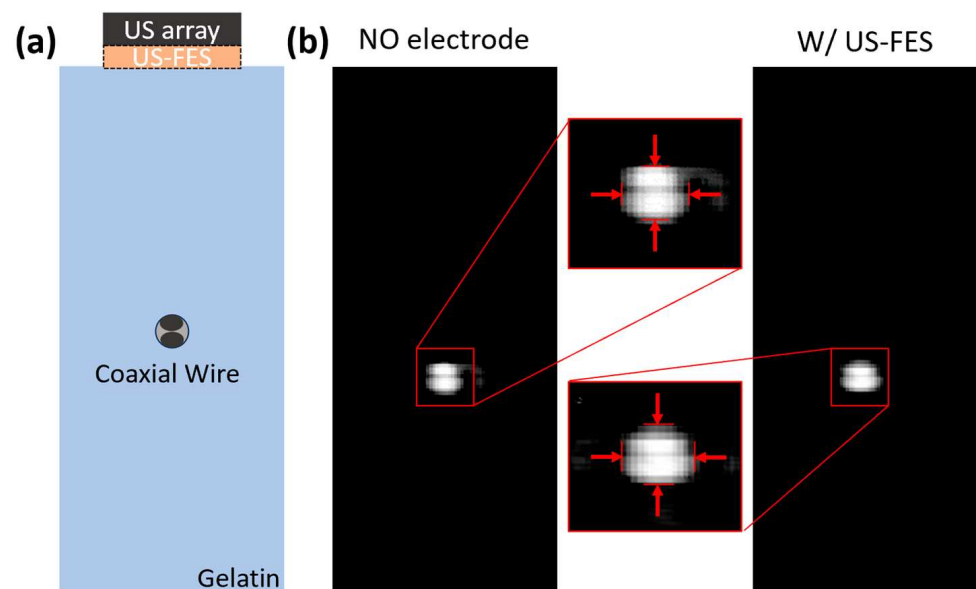 (a)
US array
US-FES
Coaxial Wire
Gelatin
(b)
NO electrode
W/ US-FES